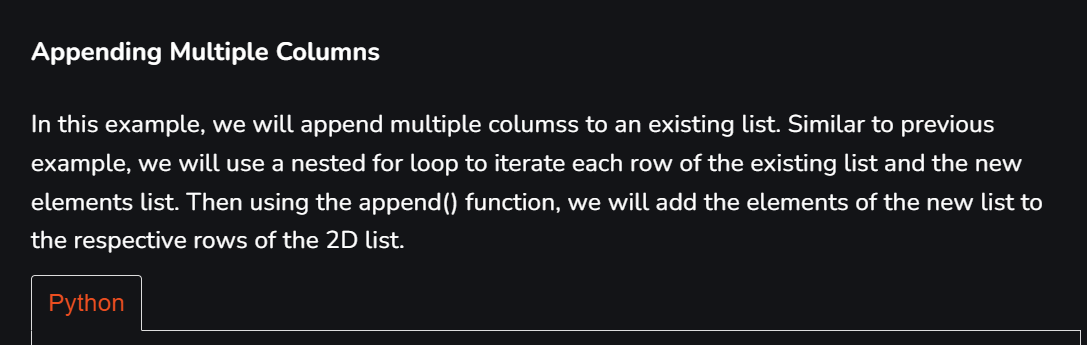 Appending Multiple Columns
In this example, we will append multiple columss to an existing list. Similar to previous
example, we will use a nested for loop to iterate each row of the existing list and the new
elements list. Then using the append() function, we will add the elements of the new list to
the respective rows of the 2D list.
Python